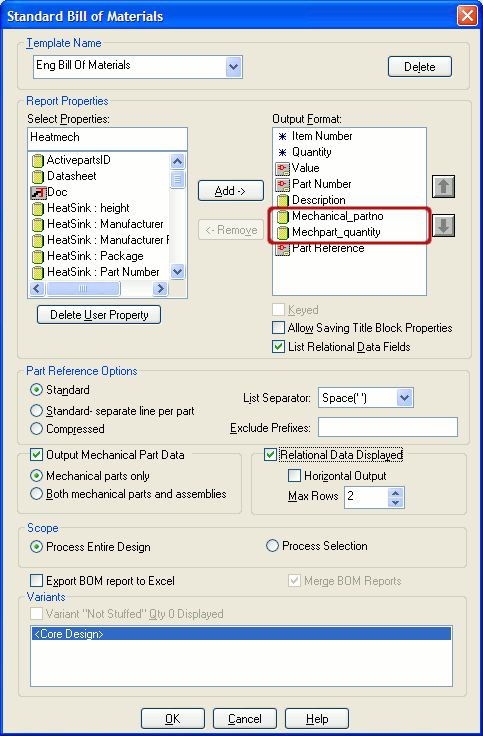 Standard Bill of Materials
Template Name
Eng Bill Of Materials
Delete
Report Properties
Select Properties:
Heatmech
ActivepartsID
Datasheet
Doc
HeatSink : height
HeatSink : Manufacturer
HeatSink : Manufacturer F
HeatSink : Package
HeatSink : Part Number
Delete User Property
Add ->
<- Remove
Output Format:
Item Number
Quantity
Value
Part Number
Description
Mechanical_partno
Mechpart_quantity
Part Reference
Keyed
Allow Saving Title Block Properties
List Relational Data Fields
Part Reference Options
Standard
Standard- separate line per part
Compressed
List Separator:
Space(' ')
Exclude Prefixes:
Output Mechanical Part Data
Mechanical parts only
Both mechanical parts and assemblies
Relational Data Displayed
Horizontal Output
Max Rows
2
Scope
Process Entire Design
Process Selection
Export BOM report to Excel
Merge BOM Reports
Variants
Variant "Not Stuffed" Qty 0 Displayed
<Core Design>
OK
Cancel
Help